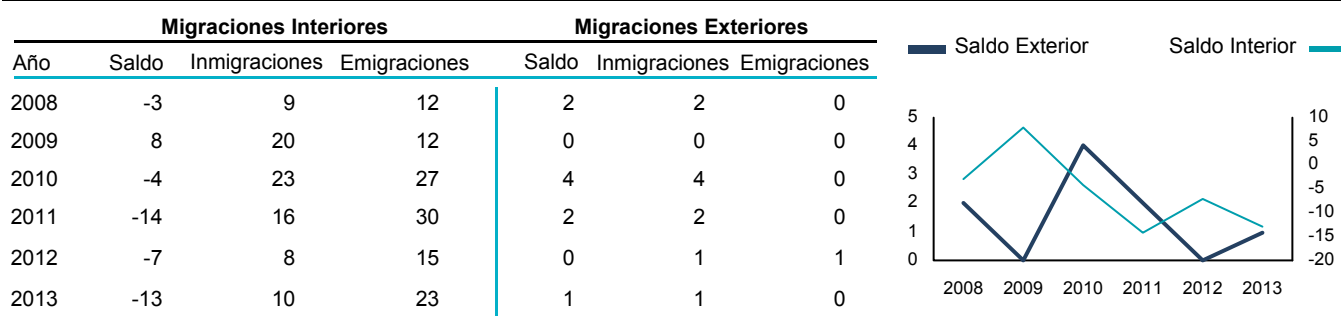 Migraciones Interiores Migraciones Exteriores
Año Saldo Inmigraciones Emigraciones Saldo Inmigraciones Emigraciones
2008 -3 9 12 2 2 0
2009 8 20 12 0 0 0
2010 -4 23 27 4 4 0
2011 -14 16 30 2 2 0
2012 -7 8 15 0 1 1
2013 -13 10 23 1 1 0
Saldo Exterior Saldo Interior
5 10
4 5
3 0
2 -5
1 -10
0 -15
-20
2008 2009 2010 2011 2012 2013